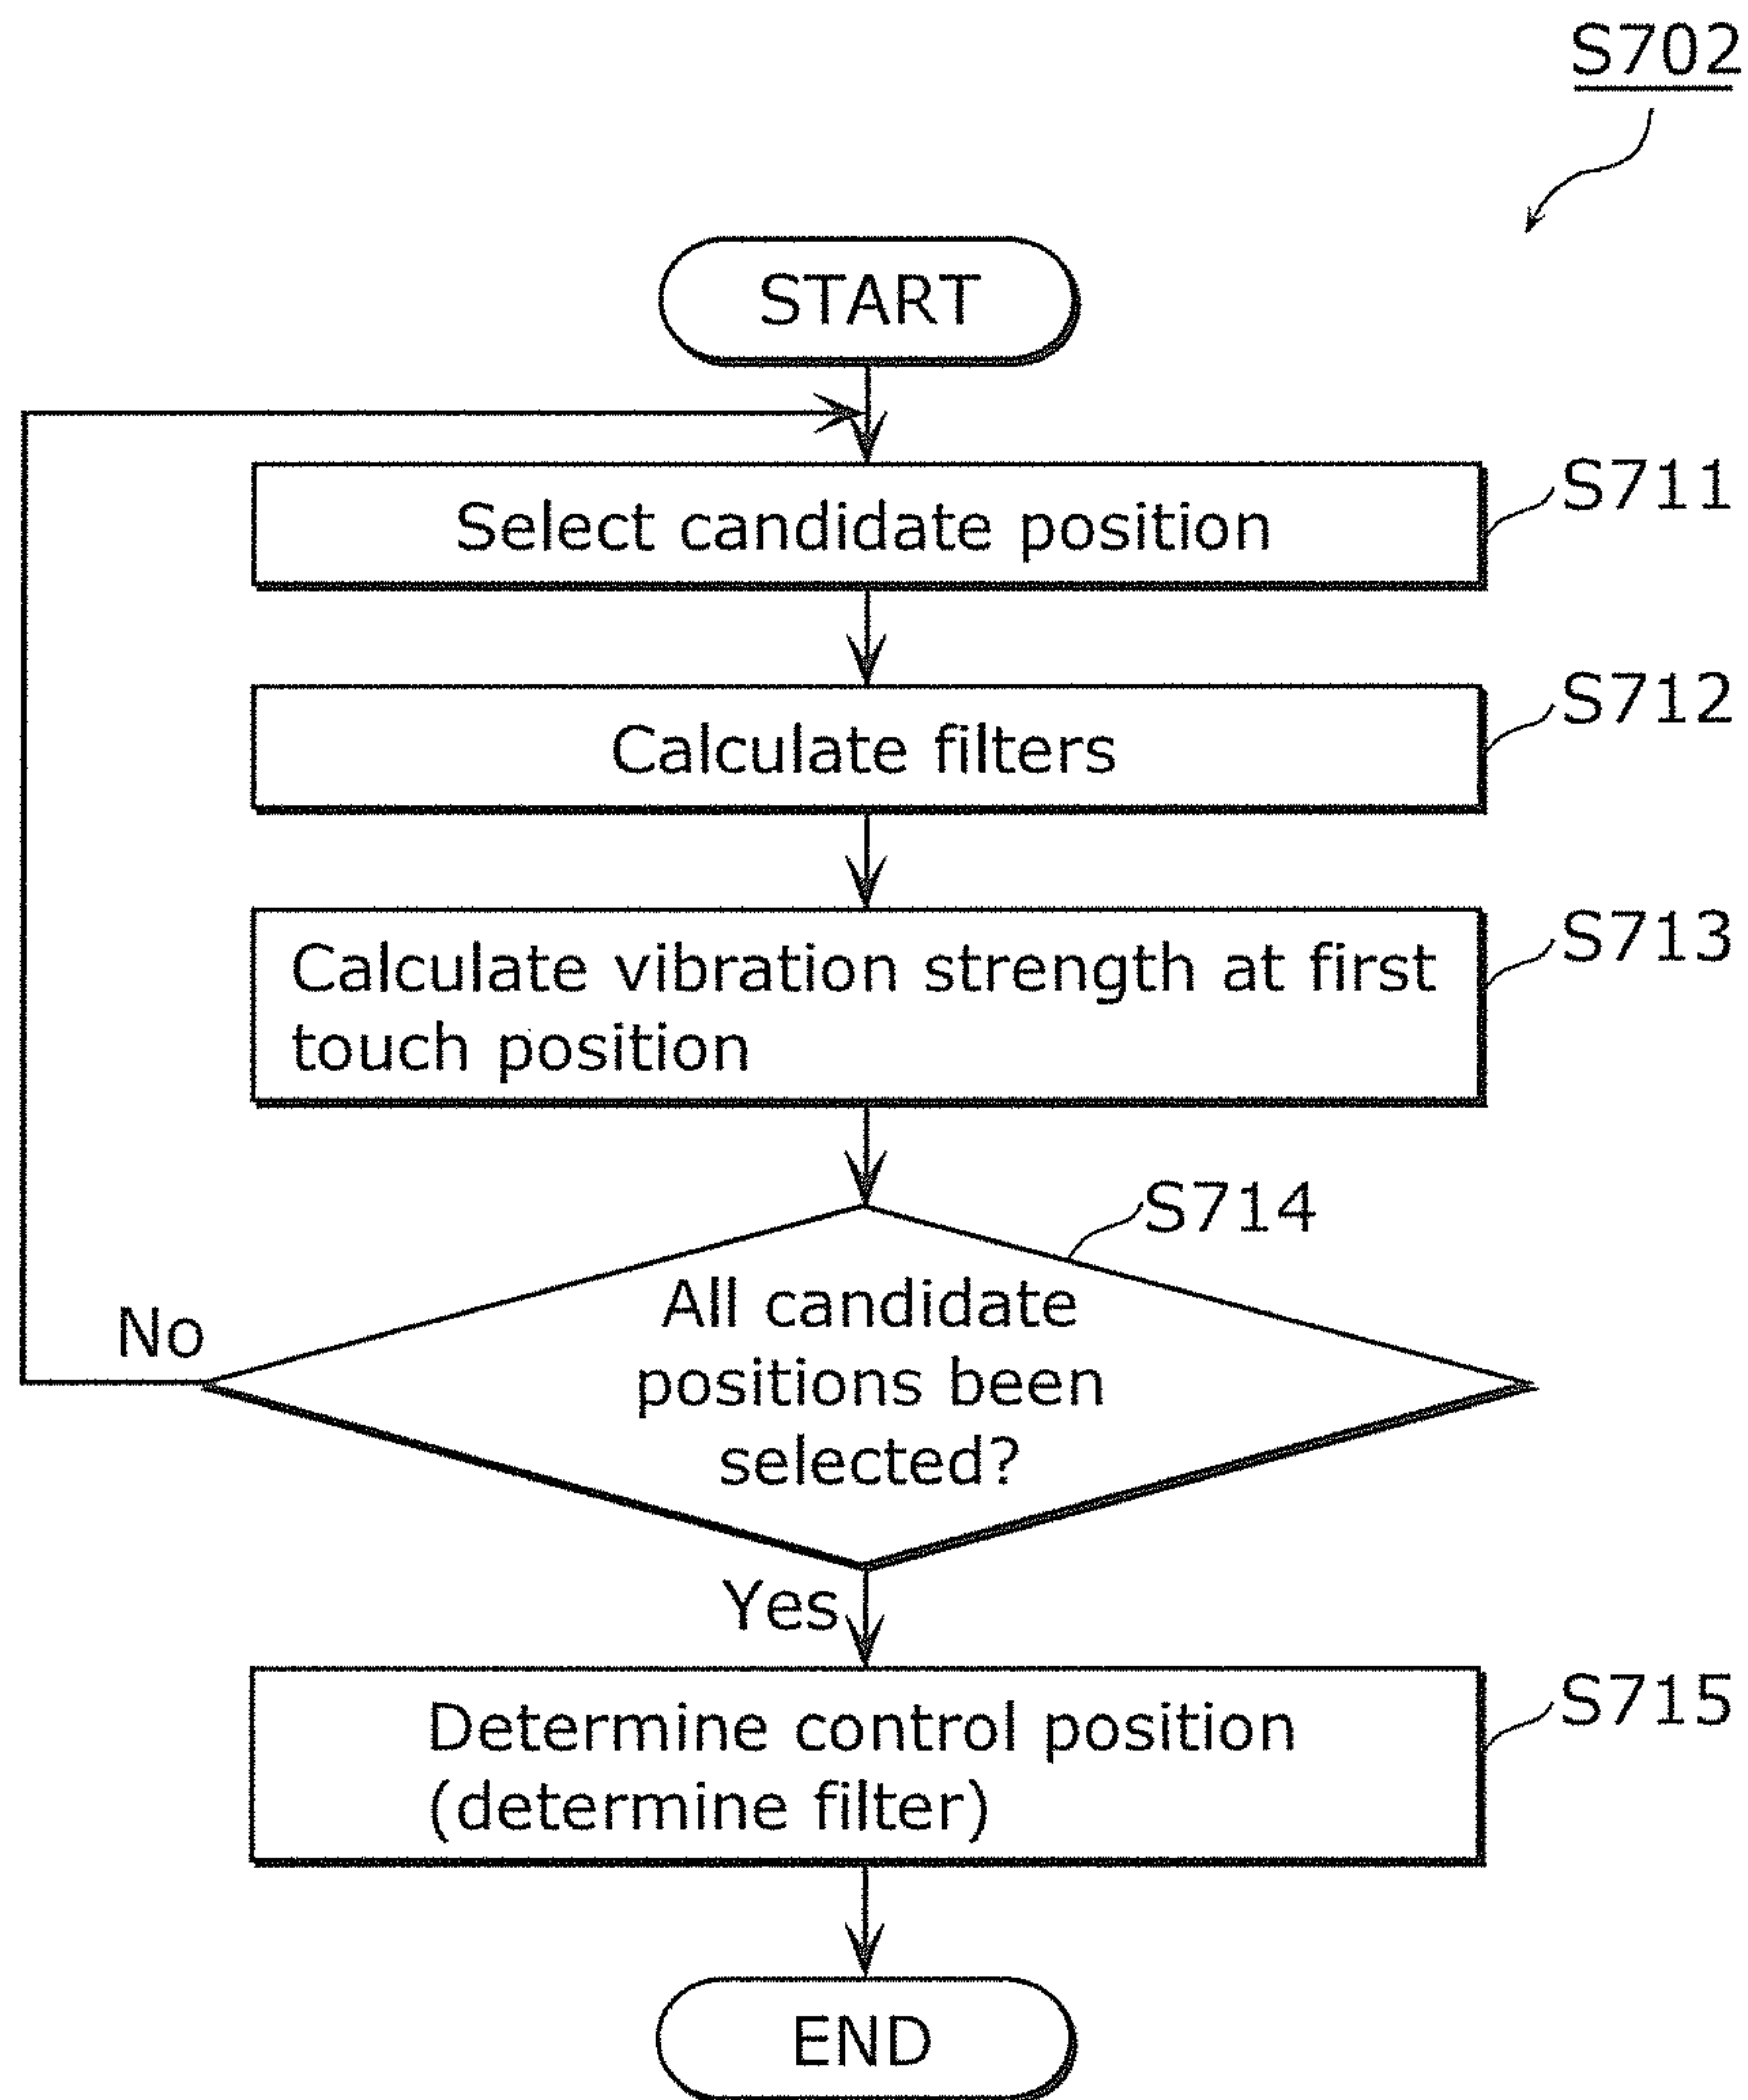 S702
START
Select candidate position
S711
Calculate filters
S712
Calculate vibration strength at first
touch position
S713
S714
All candidate
positions been
selected?
No
Yes
Determine control position
(determine filter)
S715
END